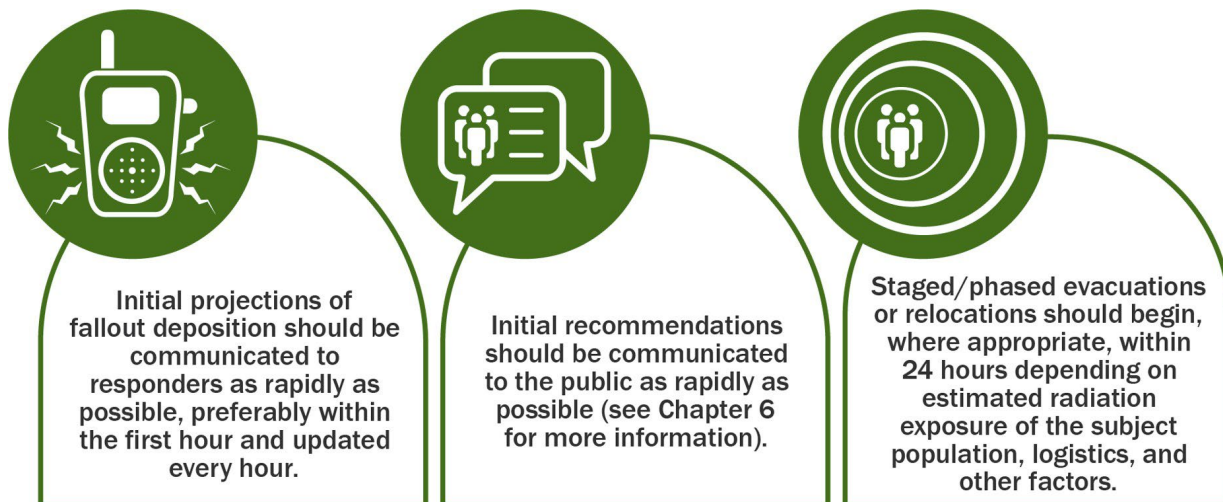 Initial projections of
fallout deposition should be
communicated to
responders as rapidly as
possible, preferably within
the first hour and updated
every hour.
Initial recommendations
should be communicated
to the public as rapidly as
possible (see Chapter 6
for more information).
Staged/phased evacuations
or relocations should begin,
where appropriate, within
24 hours depending on
estimated radiation
exposure of the subject
population, logistics, and
other factors.